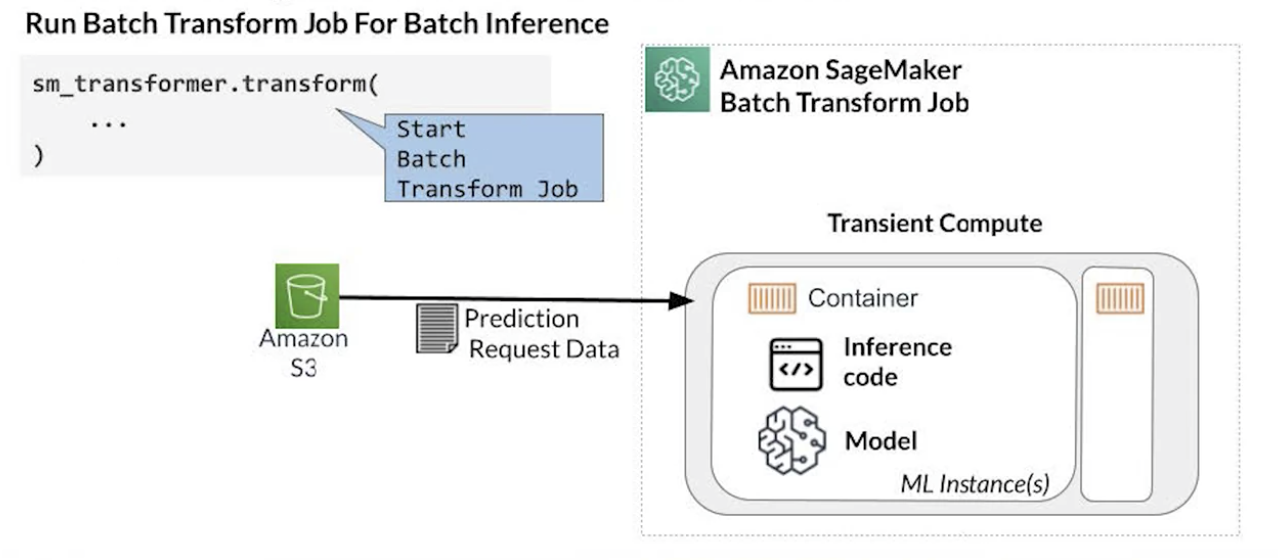 Run Batch Transform Job For Batch Inference
sm_transformer.transform(
...
)
Start
Batch
Transform Job
Amazon SageMaker
Batch Transform Job
Transient Compute
Amazon
S3
Prediction
Request Data
Container
</>
Inference
code
Model
ML Instance(s)